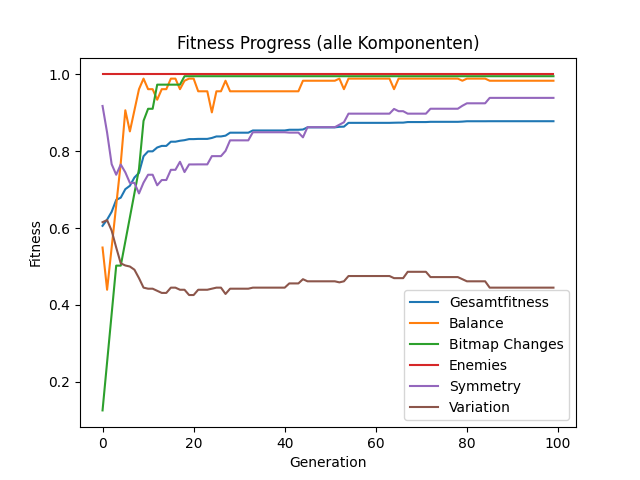 Fitness Progress (alle Komponenten)
1.0
0.8
0.6
0.4
0.2
Fitness
0
20
40
60
80
100
Generation
Gesamtfitness
Balance
Bitmap Changes
Enemies
Symmetry
Variation